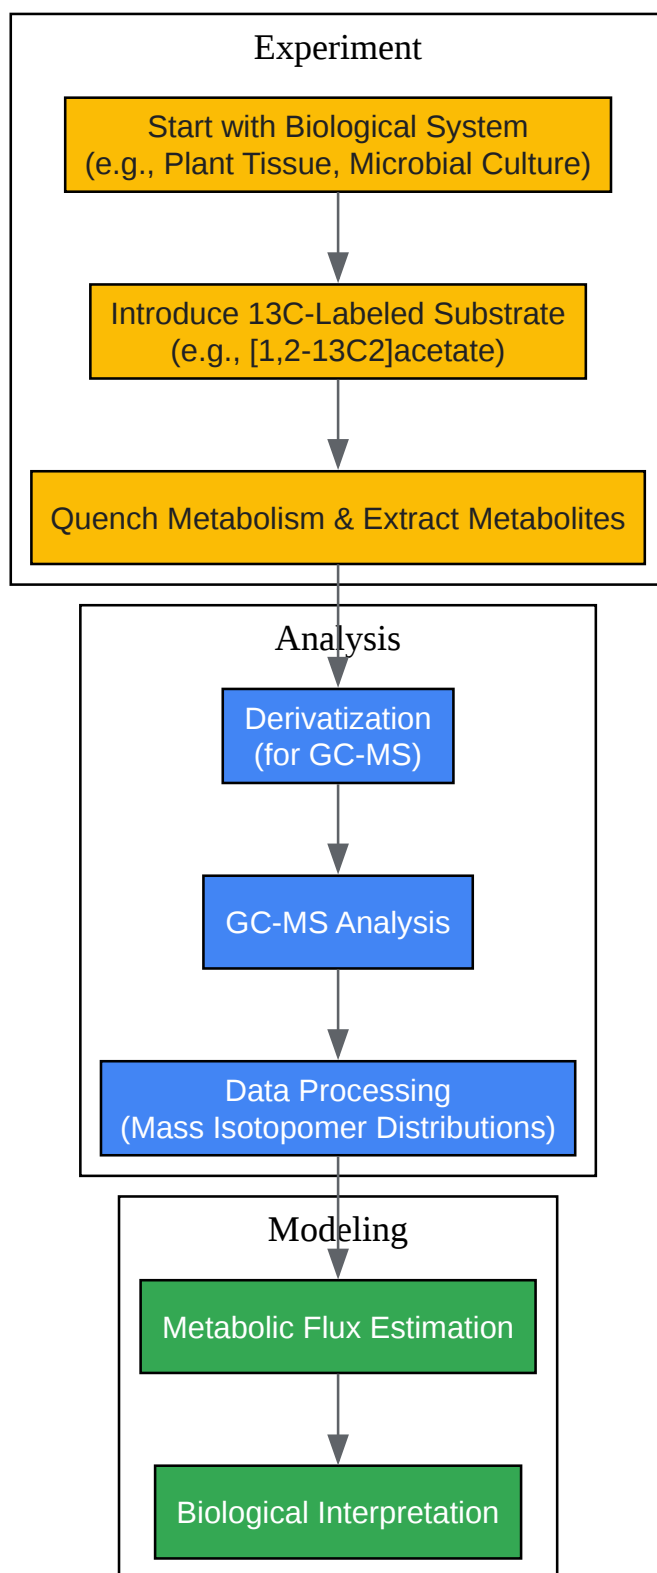 Experiment
Start with Biological System
(e.g., Plant Tissue, Microbial Culture)
Introduce 13C-Labeled Substrate
(e.g., [1,2-13C2]acetate)
Quench Metabolism & Extract Metabolites
Analysis
Derivatization
(for GC-MS)
GC-MS Analysis
Data Processing
(Mass Isotopomer Distributions)
Modeling
Metabolic Flux Estimation
Biological Interpretation